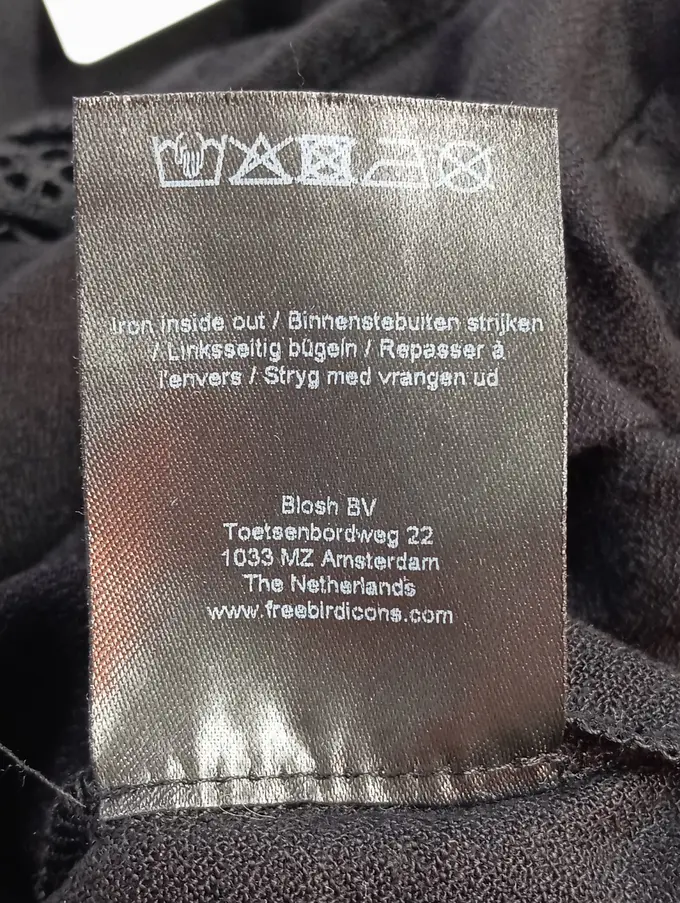 Iron inside out / Binnenstebuiten strijken
/ Linksseitig bügeln / Repasser à
l'envers / Stryg med vrangen ud
Blosh BV
Toetsenbordweg 22
1033 MZ Amsterdam
The Netherlands
www.freebirdicons.com